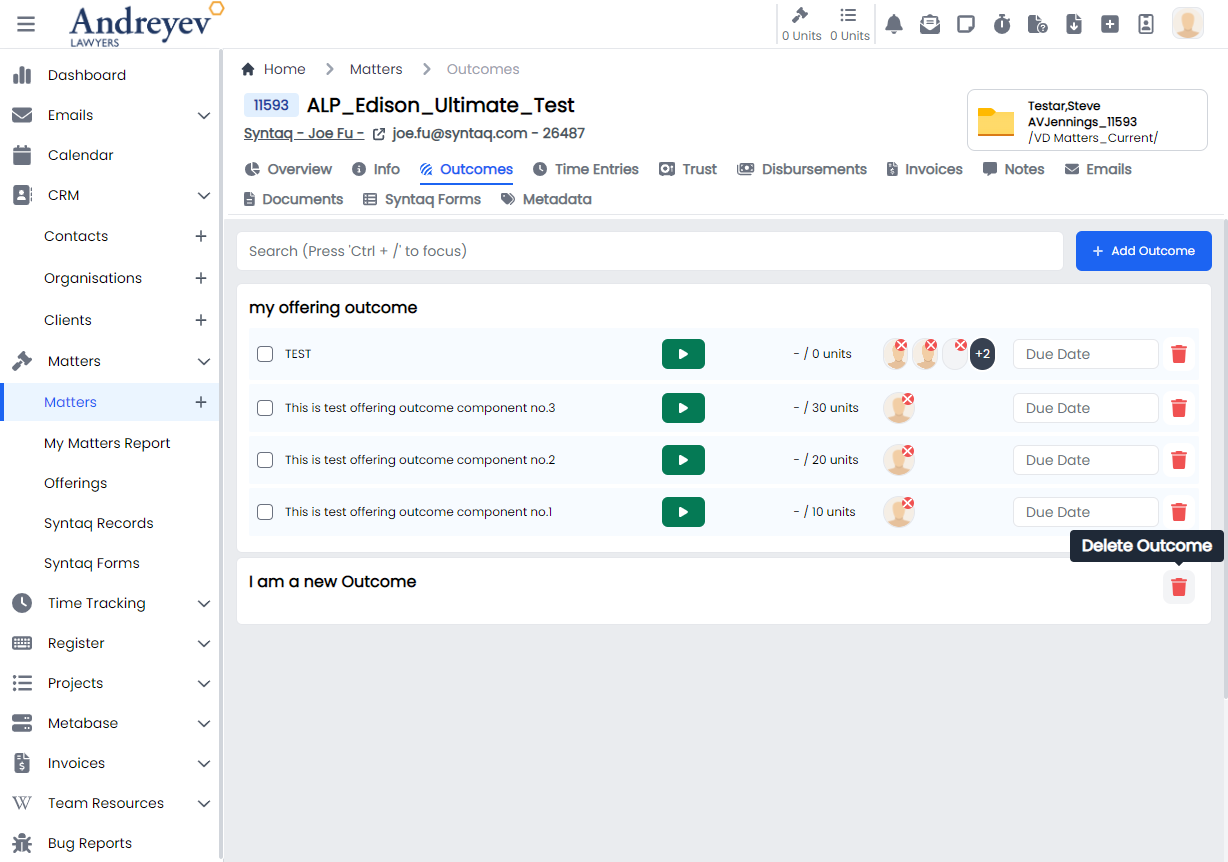 Andreyev
LAWYERS
0 Units
0 Units
Dashboard
Emails
Calendar
CRM
Contacts
Organisations
Clients
Matters
Matters
My Matters Report
Offerings
Syntaq Records
Syntaq Forms
Time Tracking
Register
Projects
Metabase
Invoices
Team Resources
Bug Reports
Home
Matters
Outcomes
11593 ALP_Edison_Ultimate_Test
Syntaq - Joe Fu - joe.fu@syntaq.com - 26487
Testar,Steve
AVJennings_11593
/VD Matters_Current/
Overview Info Outcomes Time Entries Trust Disbursements Invoices Notes Emails
Documents Syntaq Forms Metadata
Search (Press 'Ctrl + /' to focus)
+ Add Outcome
my offering outcome
TEST - / 0 units +2 Due Date
This is test offering outcome component no.3 - / 30 units Due Date
This is test offering outcome component no.2 - / 20 units Due Date
This is test offering outcome component no.1 - / 10 units Due Date
Delete Outcome
I am a new Outcome